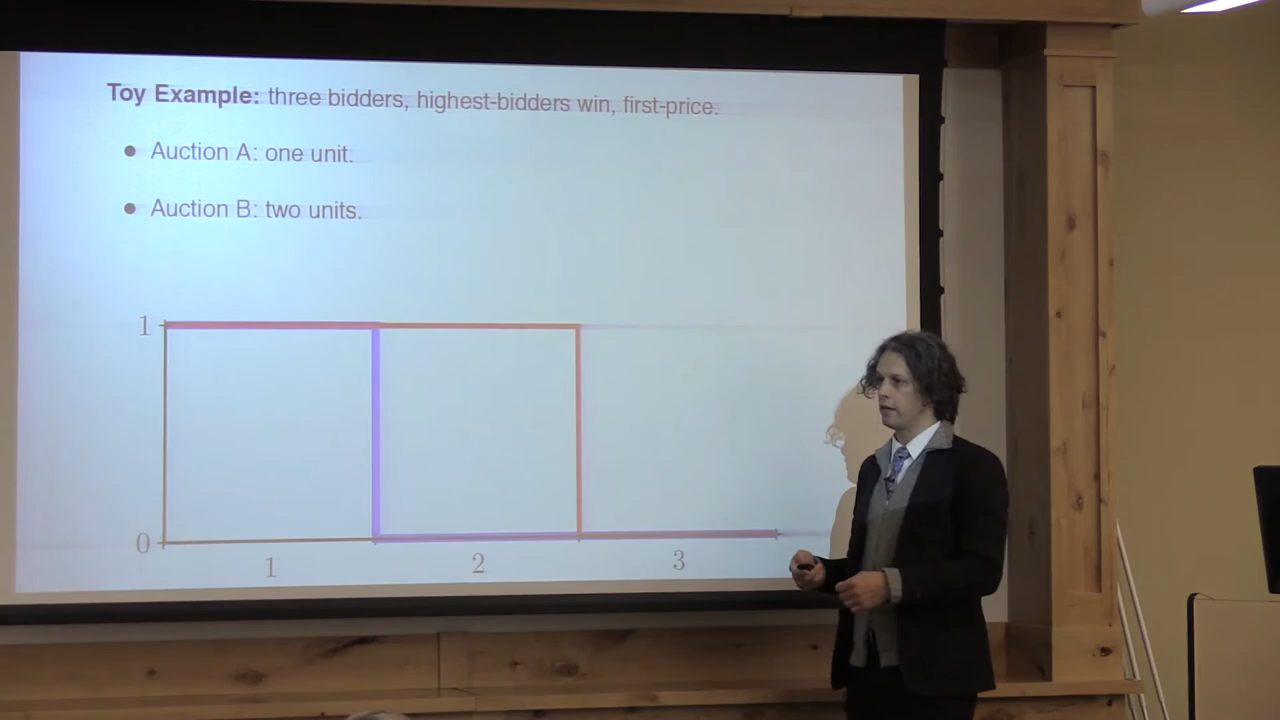 Toy Example: three bidders, highest-bidders win, first-price.
● Auction A: one unit.
● Auction B: two units.
1
0
1 2 3